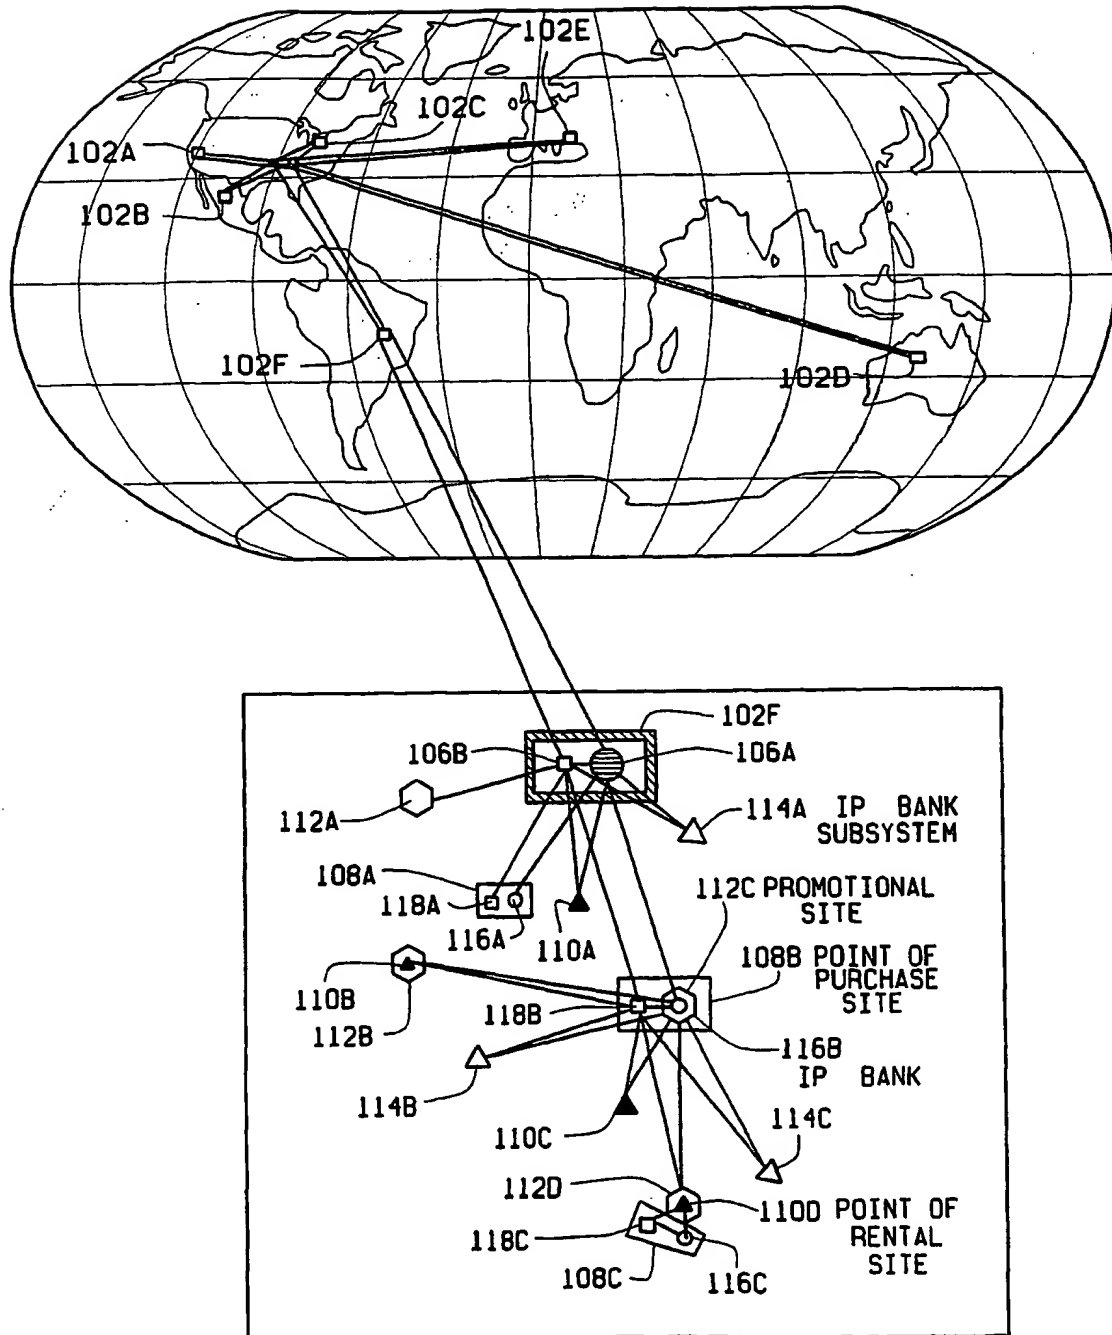 102E
102C
102A
102B
102F
102D
102F
106B
106A
112A
114A IP BANK
SUBSYSTEM
108A
118A
112C PROMOTIONAL
SITE
116A
110A
108B POINT OF
PURCHASE
SITE
110B
118B
112B
116B
IP BANK
114B
110C
114C
112D
110D POINT OF
RENTAL
SITE
118C
108C
116C